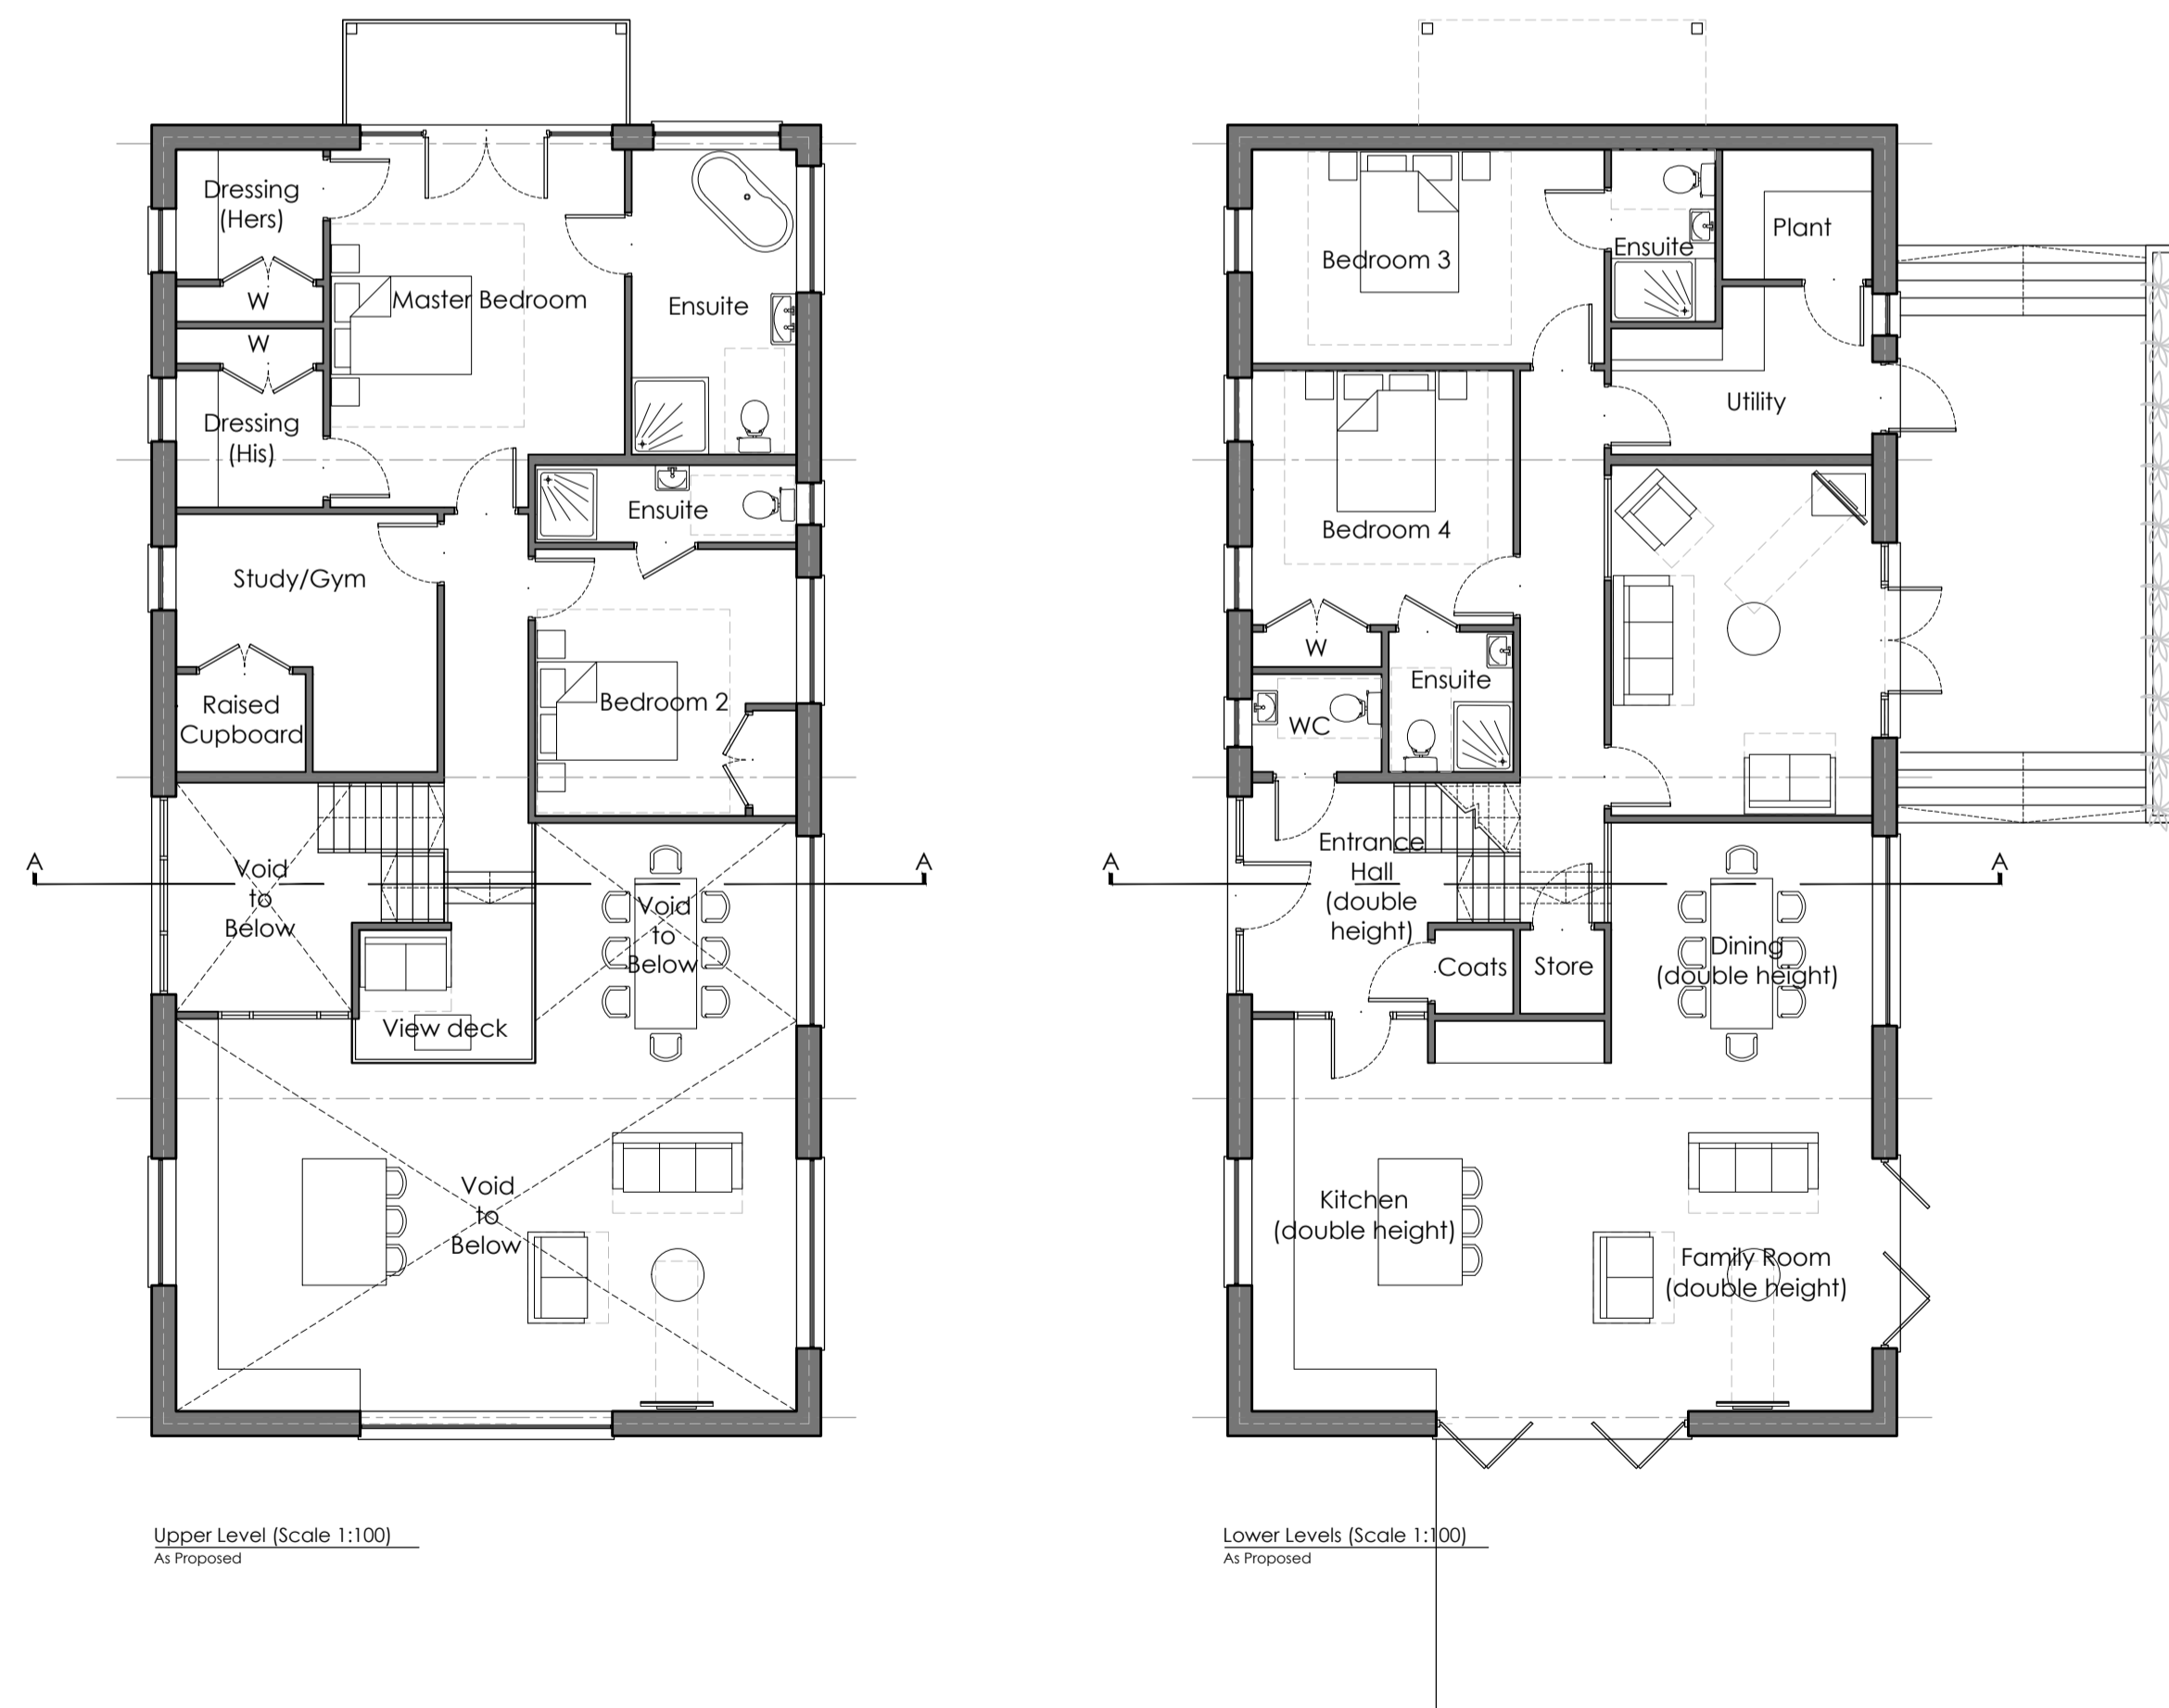 Dressing
(Hers)
W
Master Bedroom
Ensuite
W
Dressing
(His)
Ensuite
Study/Gym
Raised
Cupboard
Bedroom 2
A
Void
to
Below
Void
to
Below
A
View deck
Void
to
Below
Upper Level (Scale 1:100)
As Proposed
Bedroom 3
Ensuite
Plant
Utility
Bedroom 4
W
Ensuite
WC
A
Entrance
Hall
(double
height)
A
Coats
Store
Dining
(double height)
Kitchen
(double height)
Family Room
(double height)
Lower Levels (Scale 1:100)
As Proposed